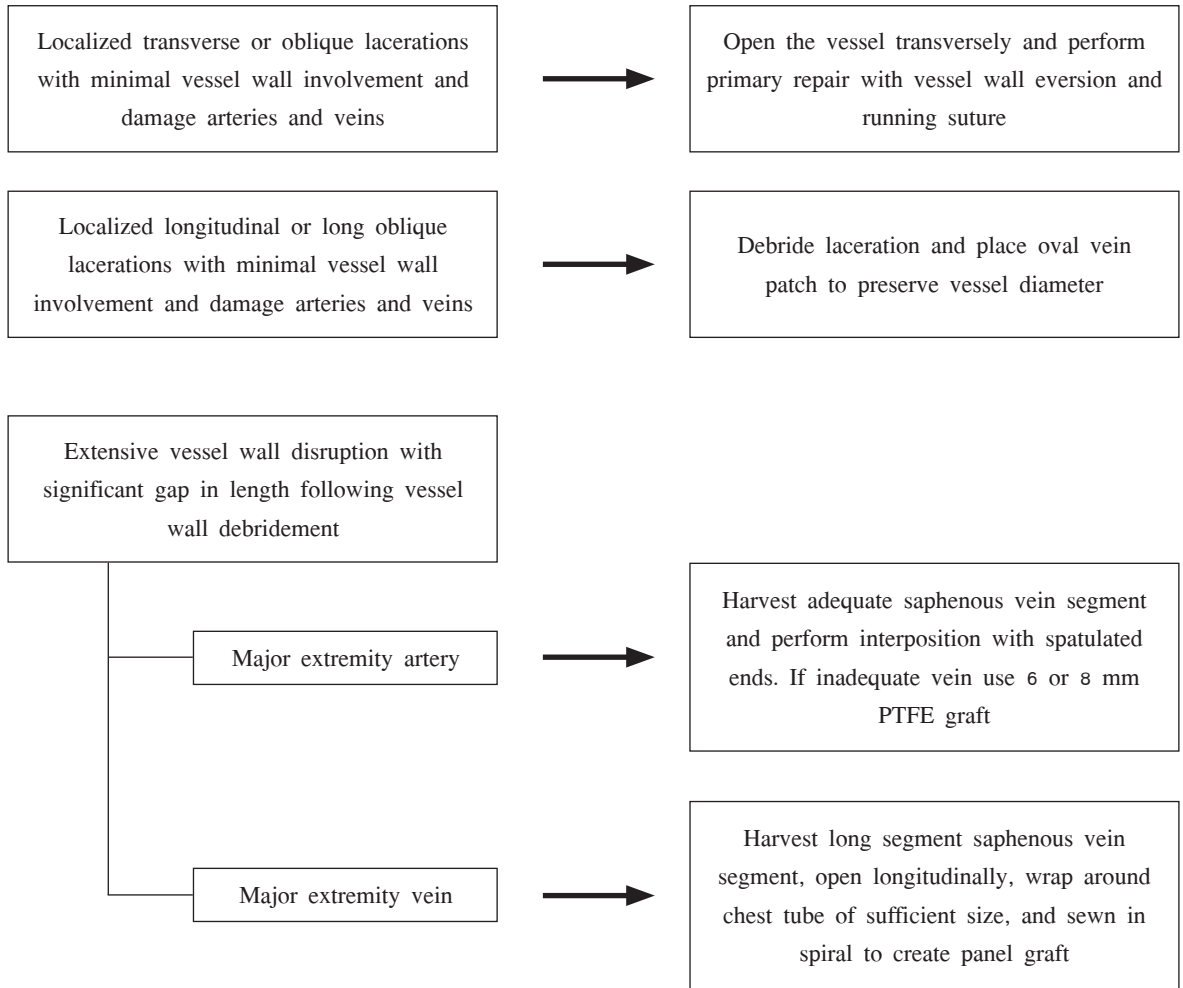 Localized transverse or oblique lacerations
with minimal vessel wall involvement and
damage arteries and veins
Open the vessel transversely and perform
primary repair with vessel wall eversion and
running suture
Localized longitudinal or long oblique
lacerations with minimal vessel wall
involvement and damage arteries and veins
Debride laceration and place oval vein
patch to preserve vessel diameter
Extensive vessel wall disruption with
significant gap in length following vessel
wall debridement
Major extremity artery
Harvest adequate saphenous vein segment
and perform interposition with spatulated
ends. If inadequate vein use 6 or 8 mm
PTFE graft
Major extremity vein
Harvest long segment saphenous vein
segment, open longitudinally, wrap around
chest tube of sufficient size, and sewn in
spiral to create panel graft